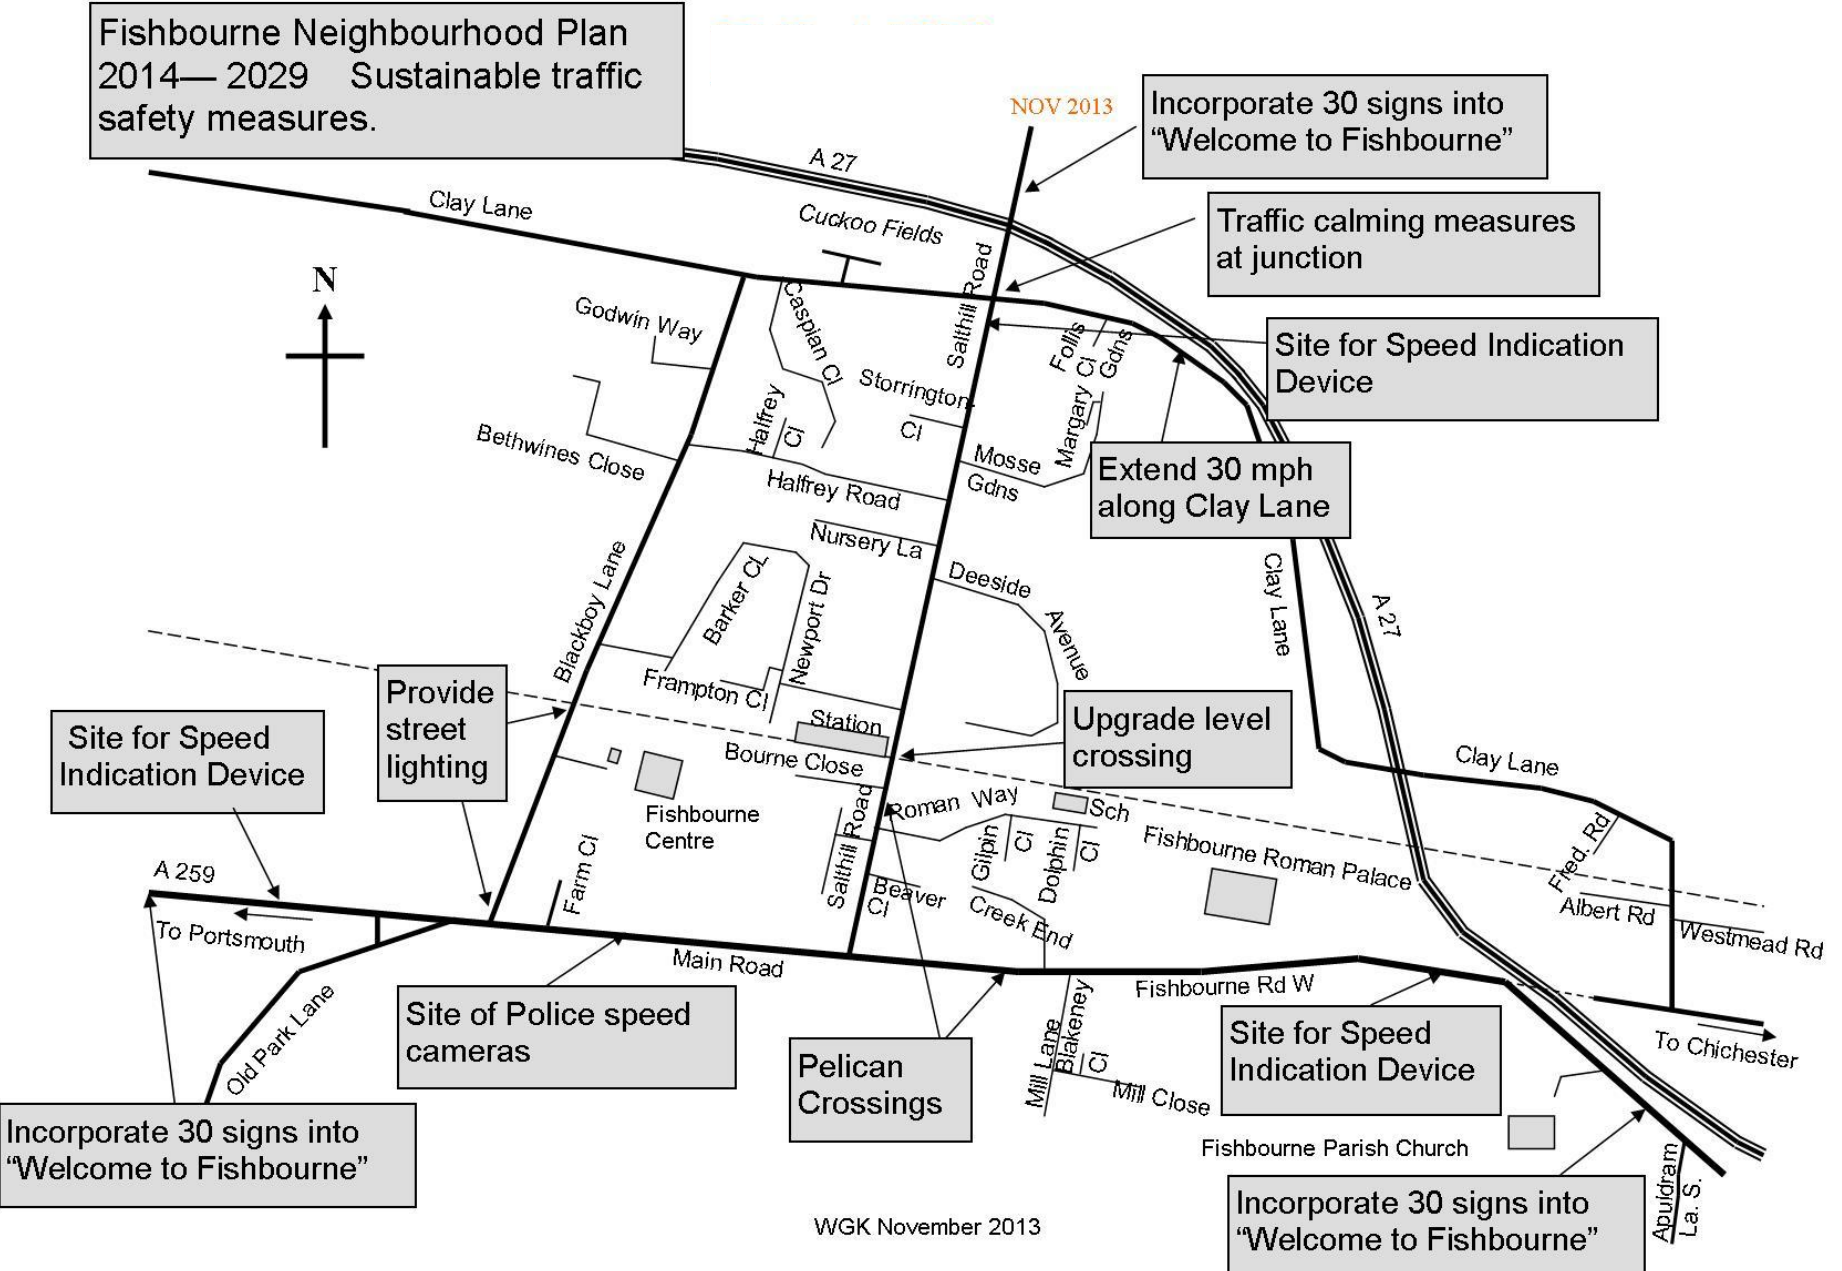 Fishbourne Neighbourhood Plan
2014— 2029 Sustainable traffic
safety measures.
NOV 2013
Incorporate 30 signs into
“Welcome to Fishbourne”
A 27
Clay Lane
Cuckoo Fields
Traffic calming measures
at junction
Salthill Road
N
Godwin Way
Caspian Cl
Follis
Gdns
Site for Speed Indication
Device
Storrington
Cl
Halfrey
Cl
Margary Cl
Bethwines Close
Mosse
Gdns
Extend 30 mph
along Clay Lane
Halfrey Road
Nursery La
Blackboy Lane
Barker CL
Newport Dr
Deeside
Avenue
Clay Lane
A 27
Provide
street
lighting
Frampton Cl
Station
Upgrade level
crossing
Site for Speed
Indication Device
Bourne Close
Clay Lane
Fishbourne
Centre
Salthill Road
Roman Way
Sch
Gilpin
Cl
Dolphin
Cl
Fishbourne Roman Palace
Fred. Rd
A 259
Farm Cl
Beaver
Cl
Creek End
Albert Rd
Westmead Rd
To Portsmouth
Main Road
Fishbourne Rd W
Old Park Lane
Site of Police speed
cameras
Pelican
Crossings
Mill Lane
Blakeney
Cl
Mill Close
Site for Speed
Indication Device
To Chichester
Incorporate 30 signs into
“Welcome to Fishbourne”
Fishbourne Parish Church
Apuldram
La. S.
Incorporate 30 signs into
“Welcome to Fishbourne”
WGK November 2013